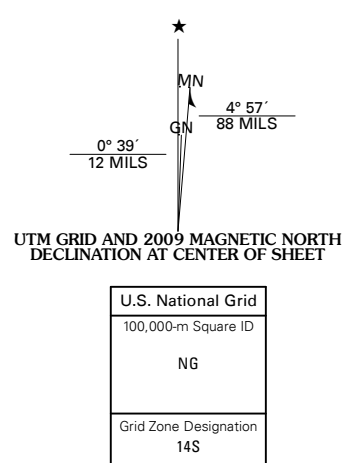 ★
MN
4° 57´
88 MILS
GN
0° 39´
12 MILS
UTM GRID AND 2009 MAGNETIC NORTH
DECLINATION AT CENTER OF SHEET
U.S. National Grid
100,000-m Square ID
NG
Grid Zone Designation
14S